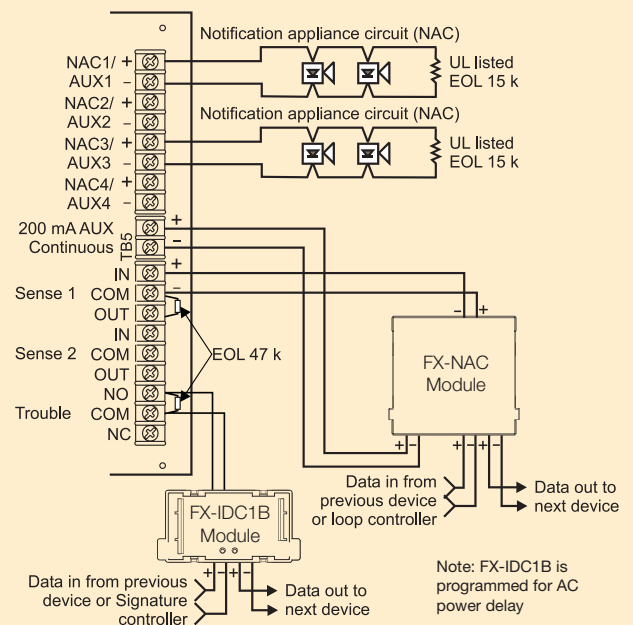 Notification appliance circuit (NAC)
NAC1/ +
AUX1 –
UL listed
EOL 15 k
NAC2/ +
AUX2 –
Notification appliance circuit (NAC)
NAC3/ +
AUX3 –
UL listed
EOL 15 k
NAC4/ +
AUX4 –
200 mA AUX
Continuous
TB5
+
–
IN
+
Sense 1
COM
–
OUT
IN
Sense 2
COM
OUT
EOL 47 k
NO
Trouble
COM
NC
– +
FX-NAC
Module
+ – + – + –
Data in from
previous device
or loop controller
Data out to
next device
FX-IDC1B
Module
+ – + –
Data in from previous
device or Signature
controller
Data out to
next device
Note: FX-IDC1B is
programmed for AC
power delay